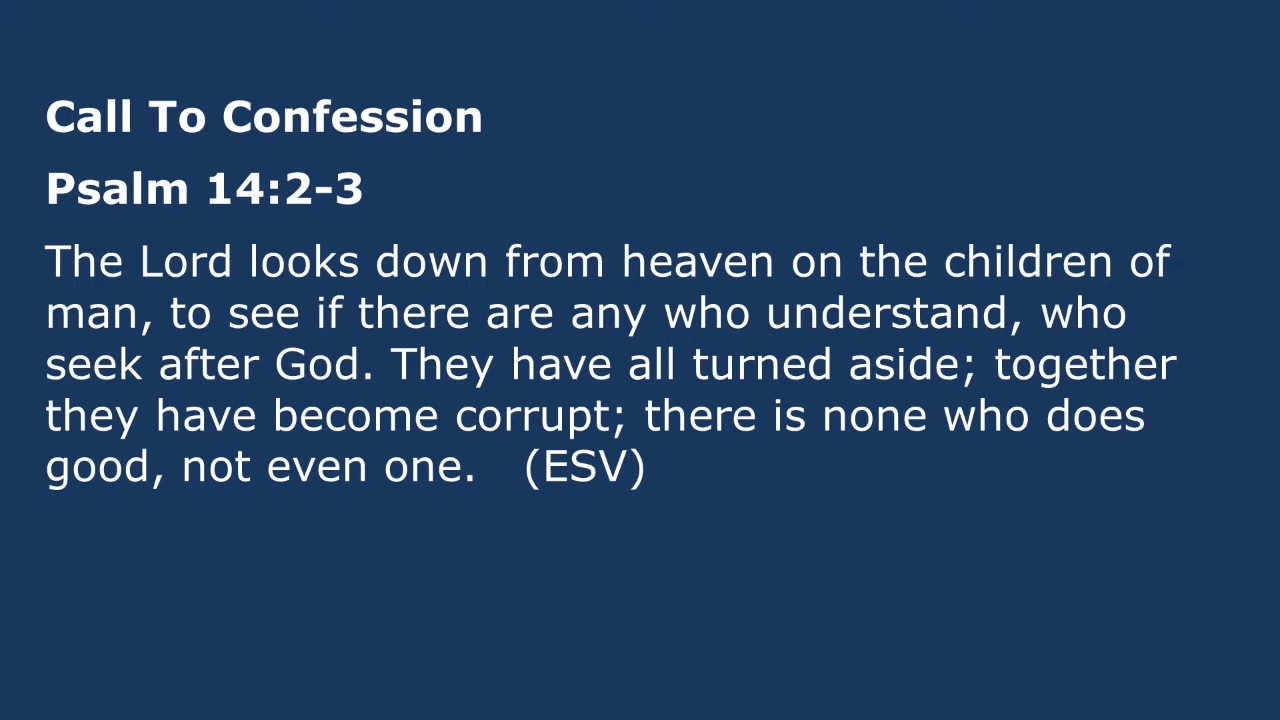 Call To Confession
Psalm 14:2-3
The Lord looks down from heaven on the children of
man, to see if there are any who understand, who
seek after God. They have all turned aside; together
they have become corrupt; there is none who does
good, not even one. (ESV)